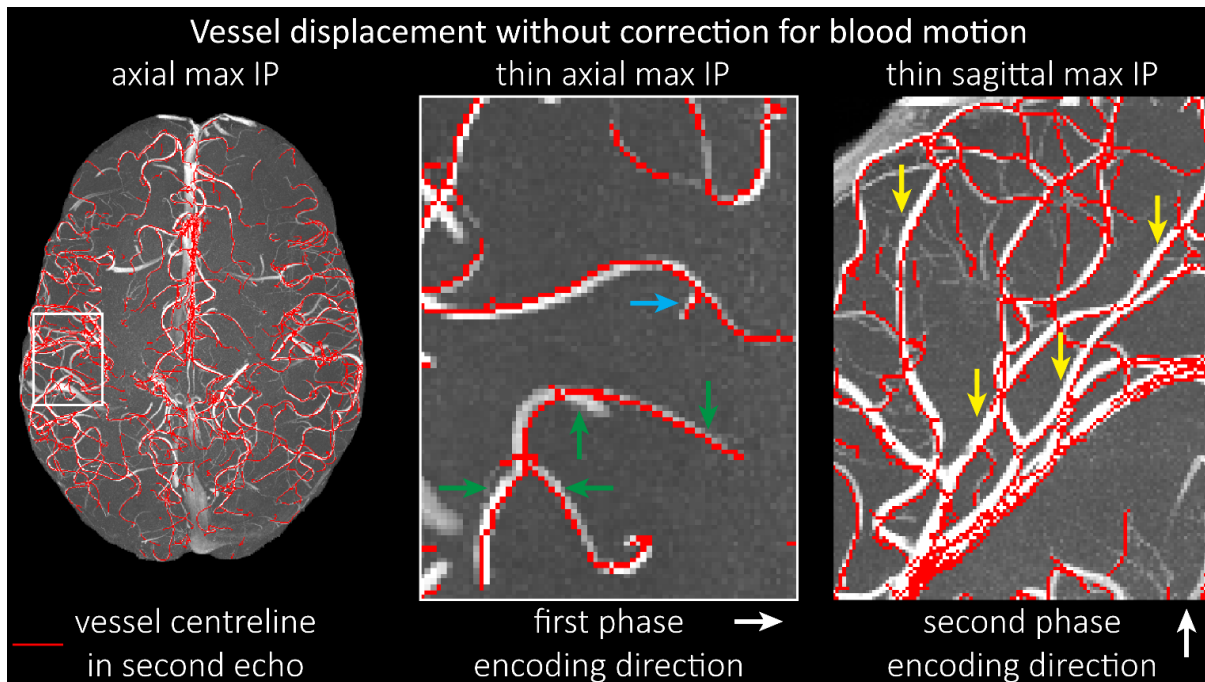 Vessel displacement without correction for blood motion
axial max IP
thin axial max IP
thin sagittal max IP
vessel centreline
in second echo
first phase
encoding direction
second phase
encoding direction